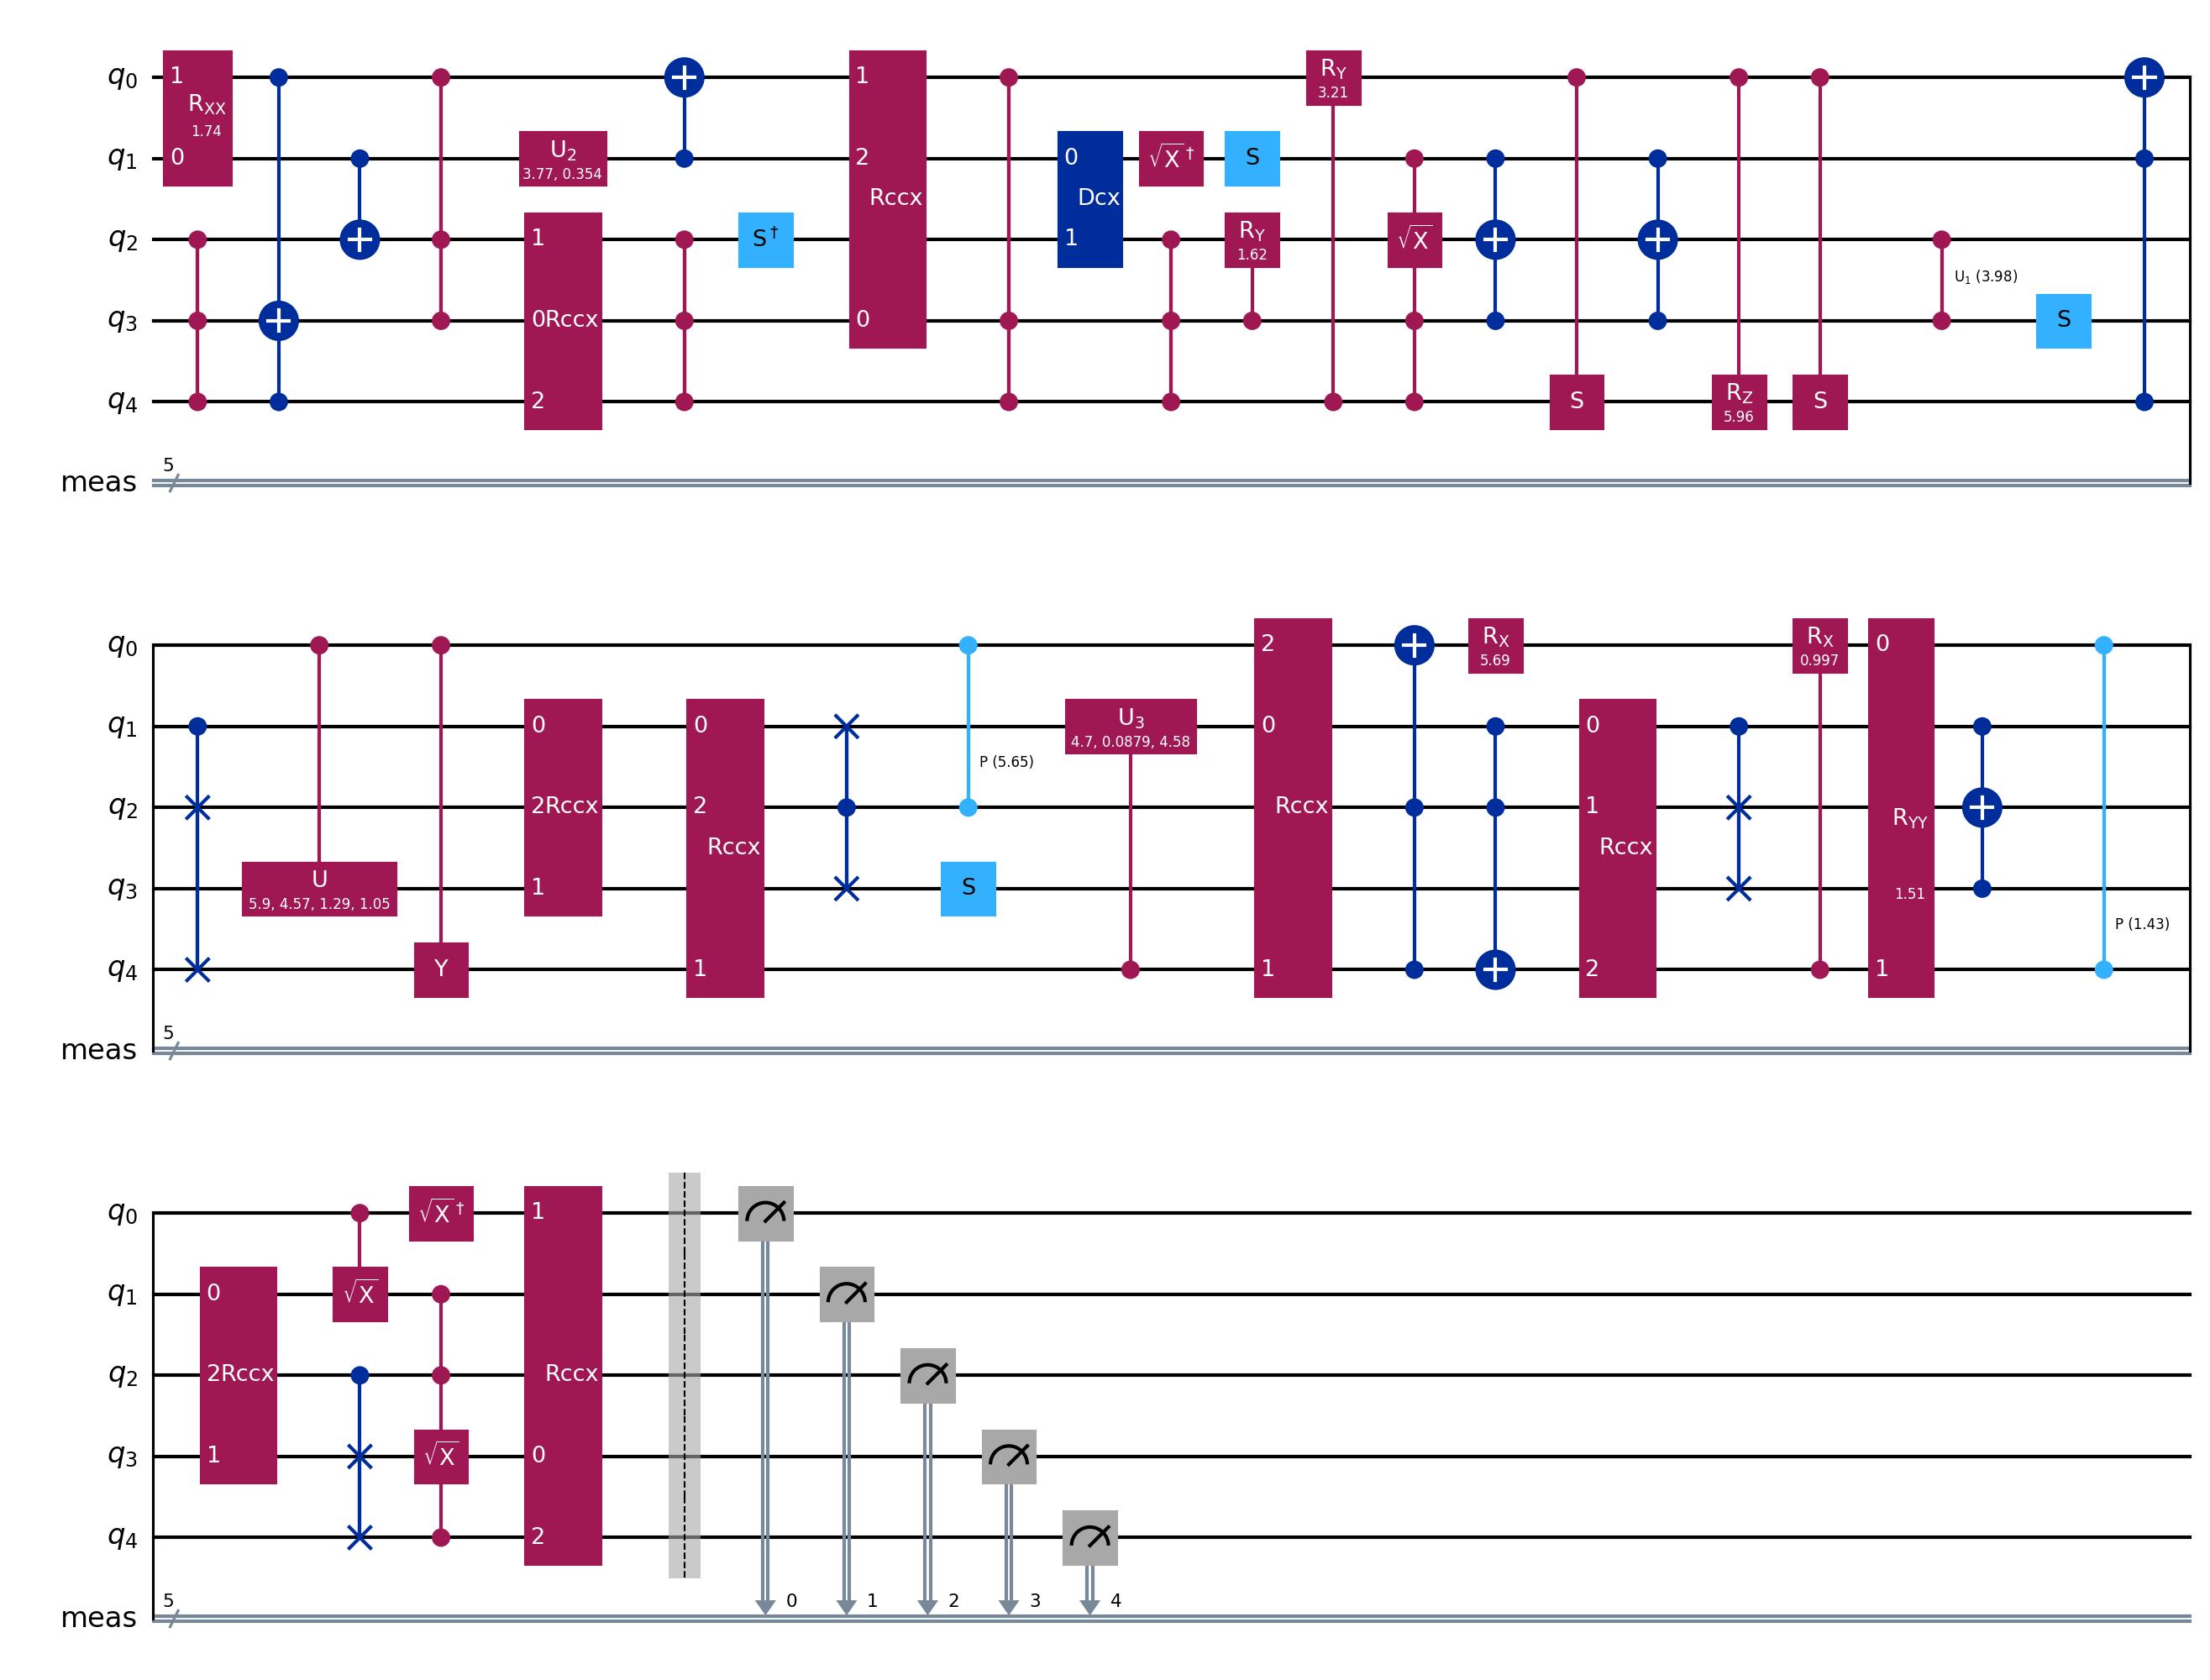 q0 1 RXX 1.74 1 RY 3.21
q1 0 U2 3.77, 0.354 2 Rccx 0 Dcx √X† S
q2 1 S† 1 RY 1.62 √X U1 (3.98)
q3 0Rccx 0 S
q4 2 S RZ 5.96 S
meas 5
q0 2 RX 5.69 RX 0.997 0
q1 0 0 P (5.65) U3 4.7, 0.0879, 4.58 0 0
q2 2Rccx 2 Rccx Rccx 1 Rccx RYY
q3 U 5.9, 4.57, 1.29, 1.05 1 S 1.51 P (1.43)
q4 Y 1 1 2 1
meas 5
q0 √X† 1
q1 0 √X
q2 2Rccx Rccx
q3 1 √X 0
q4 2
meas 5 0 1 2 3 4